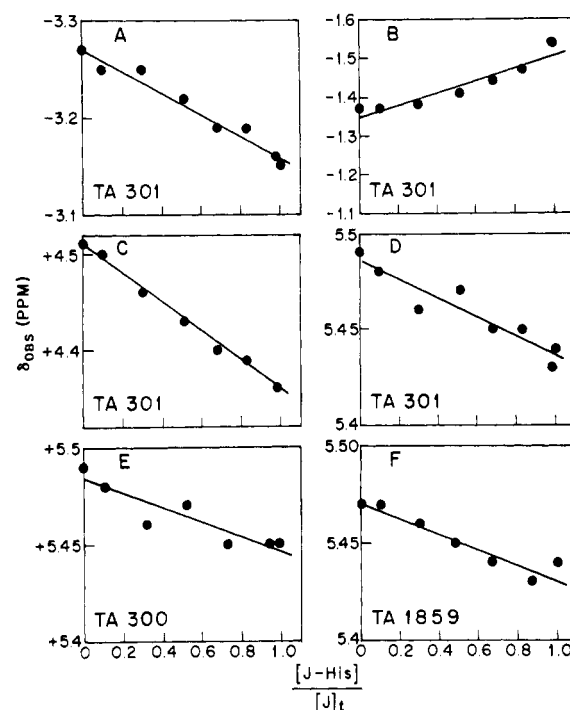 A
-3.3
-3.2
-3.1
TA 301
B
-1.6
-1.5
-1.4
-1.3
-1.2
-1.1
TA 301
C
+4.5
+4.4
TA 301
D
5.5
5.45
5.4
TA 301
E
+5.5
+5.45
+5.4
TA 300
F
5.50
5.45
5.4
TA 1859
δOBS (PPM)
0 0.2 0.4 0.6 0.8 1.0
0 0.2 0.4 0.6 0.8 1.0
[J-His]
[J]t